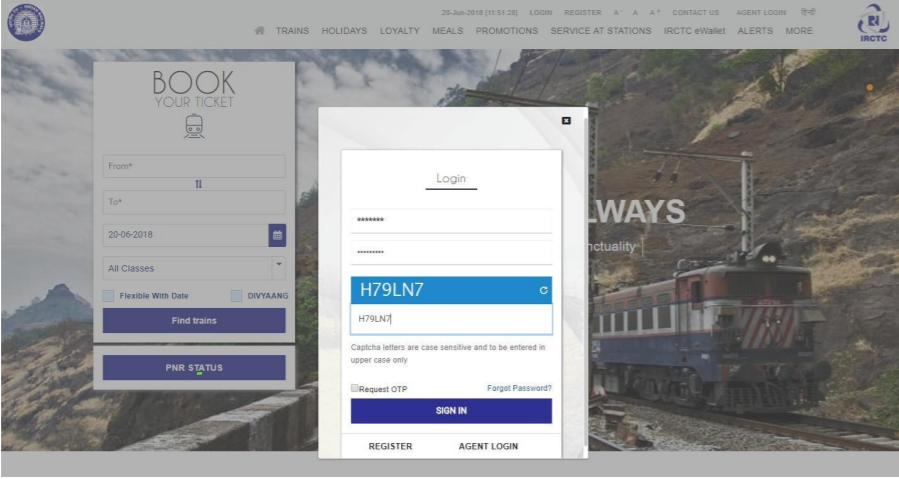 20-Jun-2018 [11:51:28] LOGIN REGISTER A- A A+ CONTACT US AGENT LOGIN हिन्दी
TRAINS HOLIDAYS LOYALTY MEALS PROMOTIONS SERVICE AT STATIONS IRCTC eWallet ALERTS MORE
IRCTC
BOOK
YOUR TICKET
From*
To*
20-06-2018
All Classes
Flexible With Date DIVYAANG
Find trains
PNR STATUS
LWAYS
nctuality
Login
*******
*********
H79LN7
H79LN7
Captcha letters are case sensitive and to be entered in
upper case only
Request OTP Forgot Password?
SIGN IN
REGISTER AGENT LOGIN